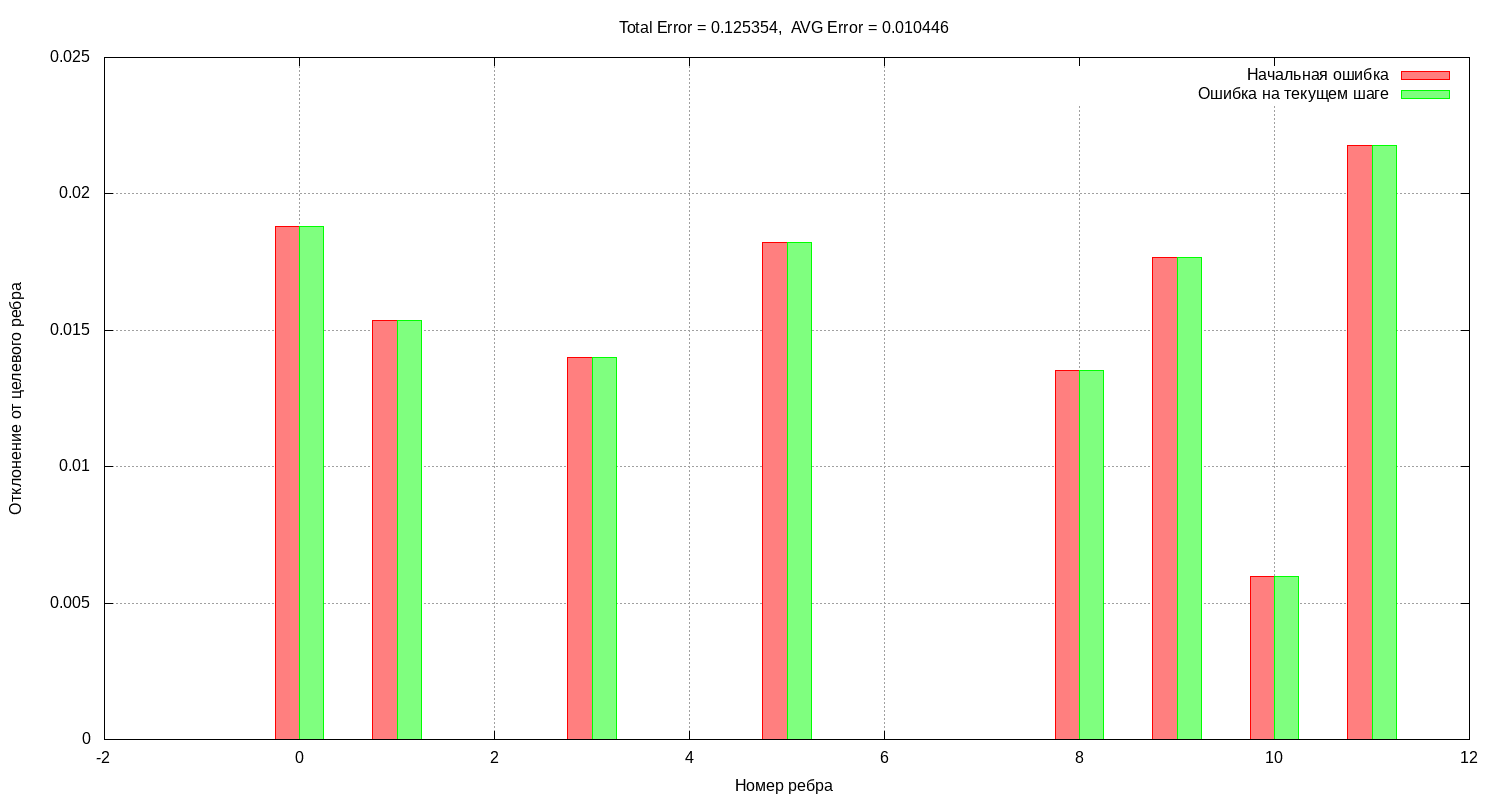 Total Error = 0.125354,  AVG Error = 0.010446
Начальная ошибка
Ошибка на текущем шаге
0.025
0.02
0.015
0.01
0.005
0
-2 0 2 4 6 8 10 12
Номер ребра
Отклонение от целевого ребра